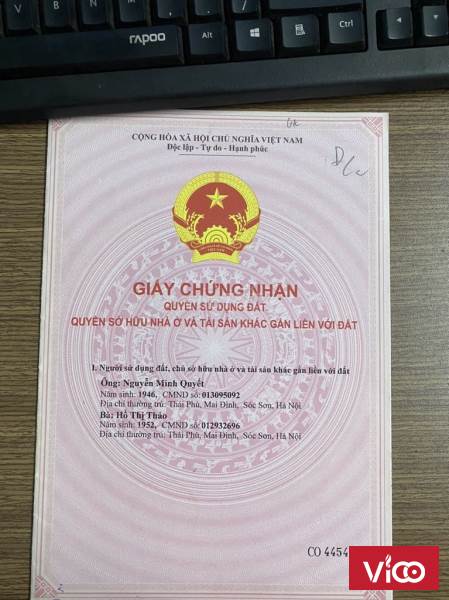 rapoo
Alt
Ctrl
CỘNG HÒA XÃ HỘI CHỦ NGHĨA VIỆT NAM
Độc lập - Tự do - Hạnh phúc
VIỆT NAM
GIẤY CHỨNG NHẬN
QUYỀN SỬ DỤNG ĐẤT
QUYỀN SỞ HỮU NHÀ Ở VÀ TÀI SẢN KHÁC GẮN LIỀN VỚI ĐẤT
I. Người sử dụng đất, chủ sở hữu nhà ở và tài sản khác gắn liền với đất
Ông: Nguyễn Minh Quyết
Năm sinh: 1946, CMND số: 013095092
Địa chỉ thường trú: Thái Phù, Mai Đình, Sóc Sơn, Hà Nội
Bà: Hồ Thị Thảo
Năm sinh: 1952, CMND số: 012932696
Địa chỉ thường trú: Thái Phù, Mai Đình, Sóc Sơn, Hà Nội
CO 4454
ViCO